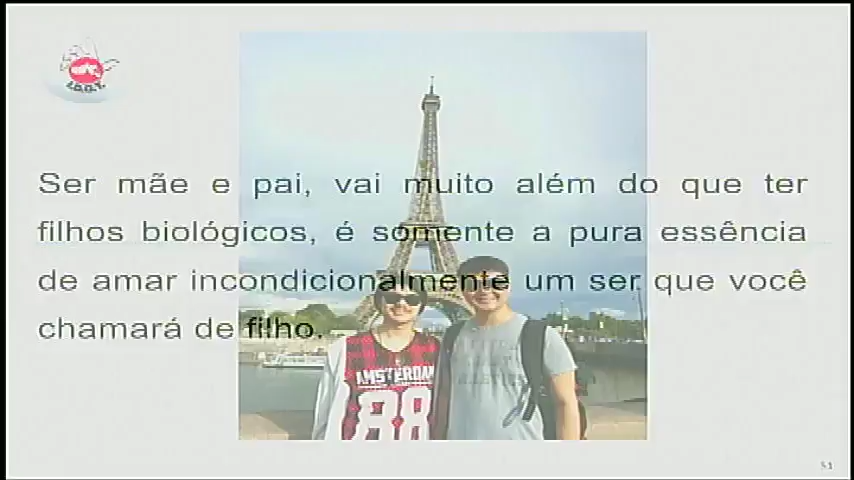 I.D.O.T.
Ser mãe e pai, vai muito além do que ter
filhos biológicos, é somente a pura essência
de amar incondicionalmente um ser que você
chamará de filho.
AMSTERDAM
88
51